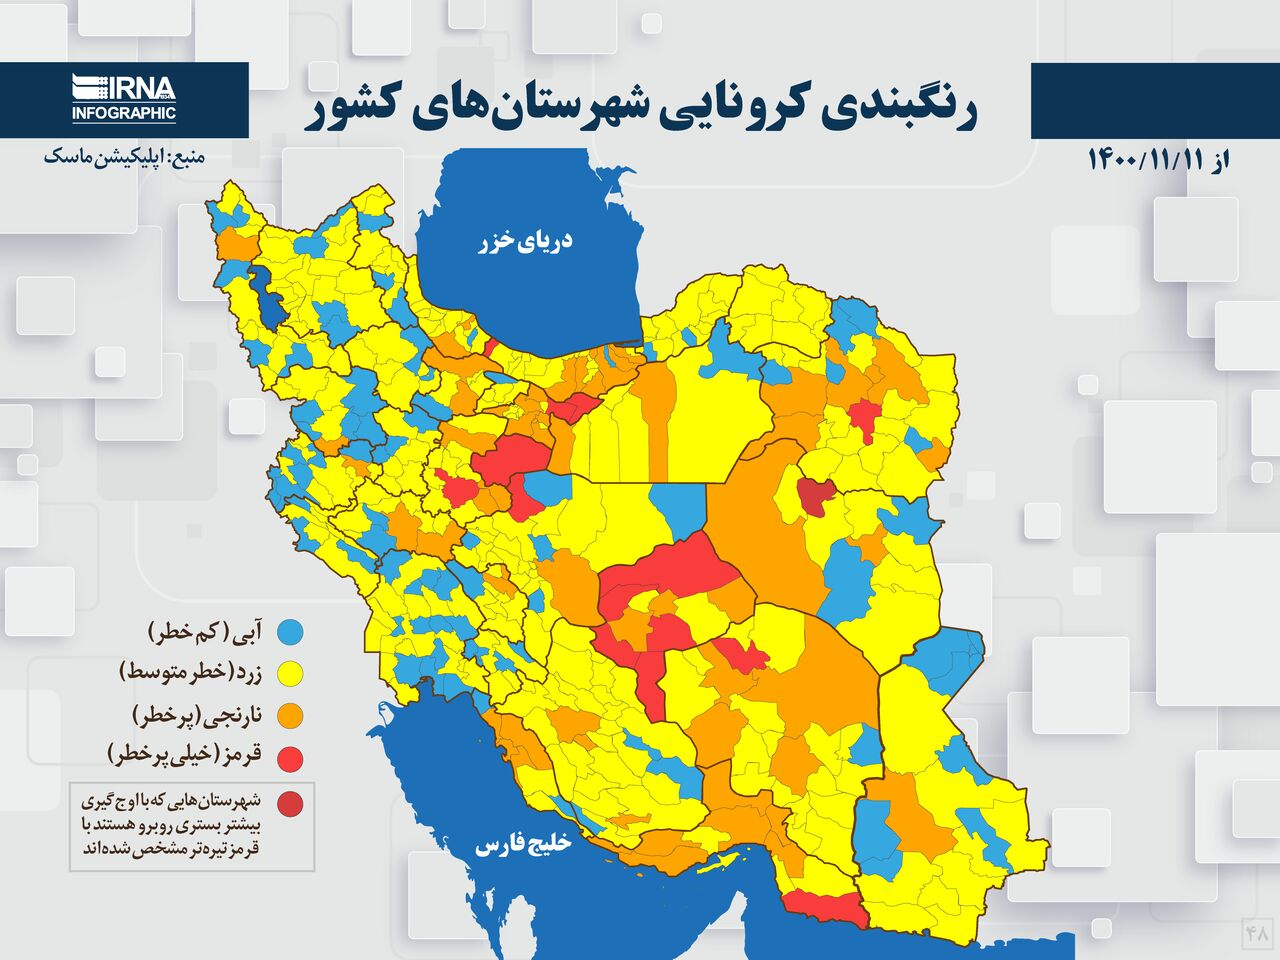 IRNA
INFOGRAPHIC
رنگبندی کرونایی شهرستان‌های کشور
منبع: اپلیکیشن ماسک
از ۱۴۰۰/۱۱/۱۱
دریای خزر
آبی (کم خطر)
زرد (خطر متوسط)
نارنجی (پرخطر)
قرمز (خیلی پرخطر)
شهرستان‌هایی که با اوج گیری
بیشتر بستری روبرو هستند با
قرمز تیره‌تر مشخص شده‌اند
خلیج فارس
۴۸